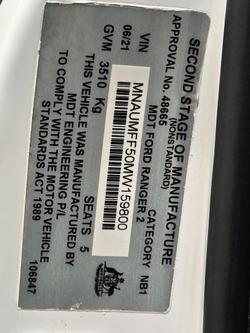 SECOND STAGE OF MANUFACTURE
(NONSTANDARD)
APPROVAL No. 48665 CATEGORY NB1
MDT FORD RANGER 2
VIN MNAUMFF50MW159800
06/21
GVM 3510 Kg SEATS 5
THIS VEHICLE WAS MANUFACTURED BY
MDT ENGINEERING P/L
TO COMPLY WITH THE MOTOR VEHICLE
STANDARDS ACT 1989
106847